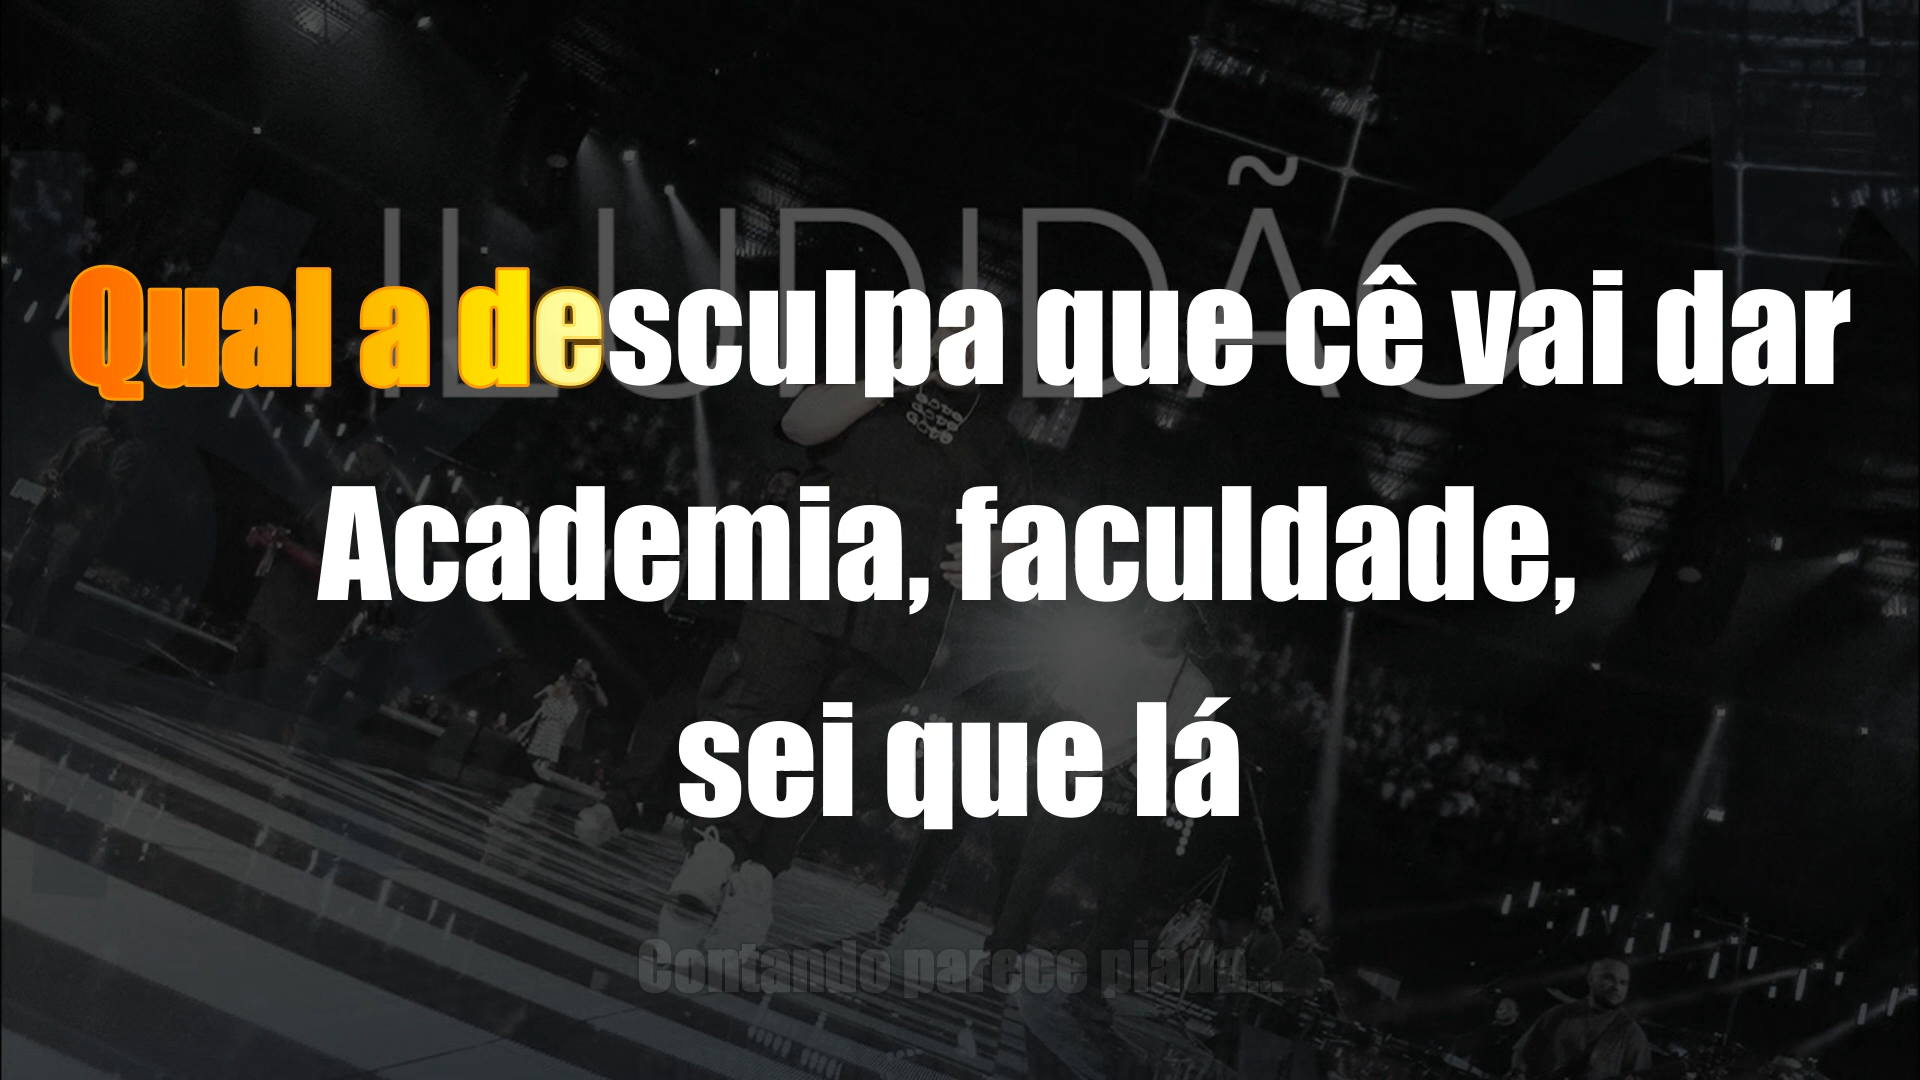 ILUDIDÃO
Qual a desculpa que cê vai dar
Academia, faculdade,
sei que lá
Contando parece piada...